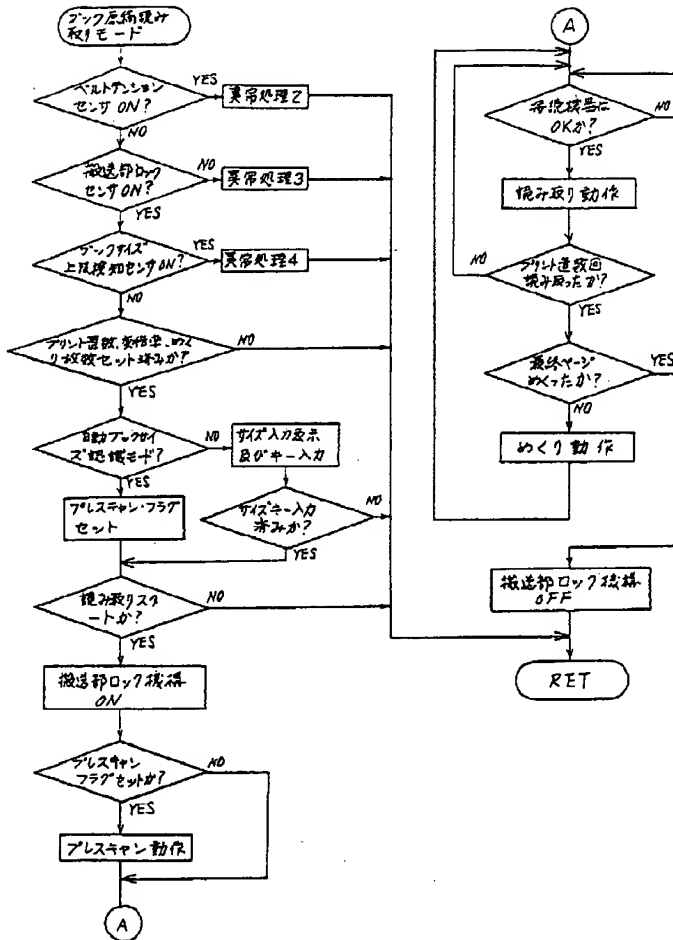 ブック原稿読み
取りモード
ベルトテンション
センサON?
YES
異常処理2
NO
搬送部ロック
センサON?
NO
異常処理3
YES
ブックサイズ
上限検知センサON?
YES
異常処理4
NO
プリント置数、変倍率、めく
り枚数セット済みか?
NO
YES
自動ブックサイ
ズ認識モード?
NO
サイズ入力表示
及びキー入力
YES
プレスキャン・フラグ
セット
サイズキー入力
済みか?
NO
YES
読み取りスタ
ートか?
NO
YES
搬送部ロック機構
ON
プレスキャン
フラグセットか?
NO
YES
プレスキャン動作
A
A
接続機器は
OKか?
NO
YES
読み取り動作
NO
プリント置数回
読み取ったか?
YES
最終ページ
めくったか?
YES
NO
めくり動作
搬送部ロック機構
OFF
RET